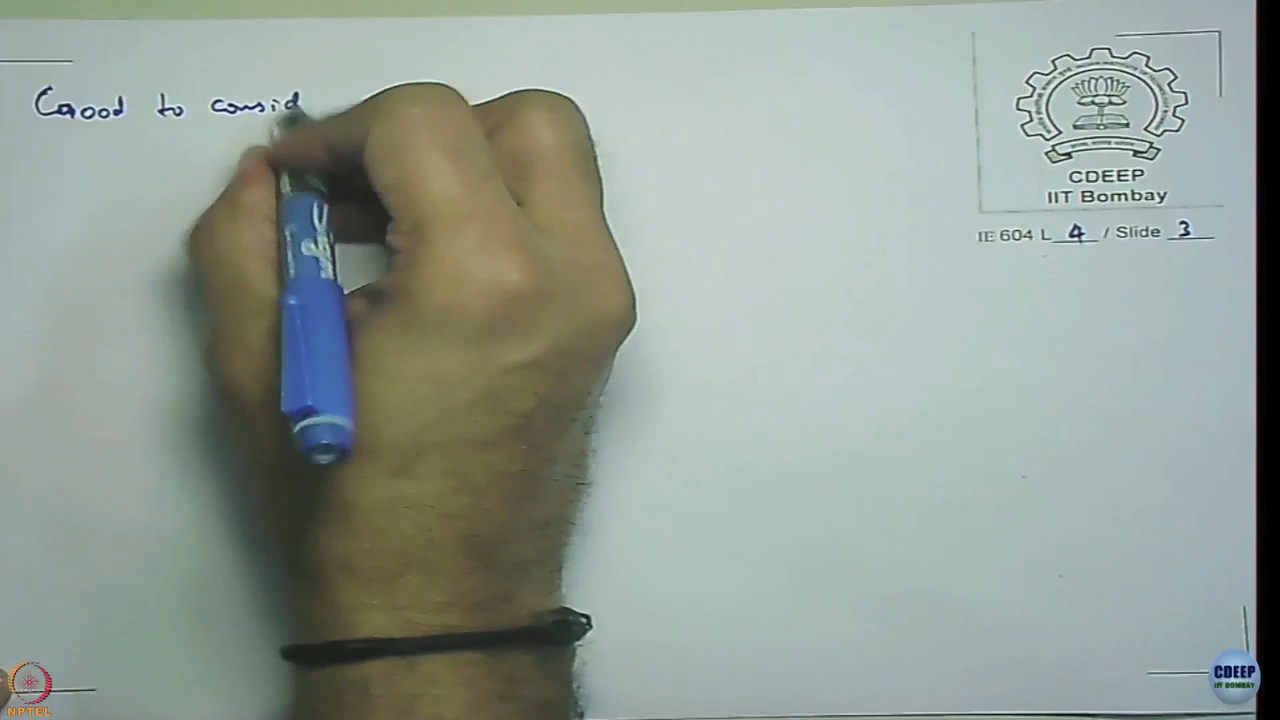 Good to consid
CDEEP
IIT Bombay
IE 604 L 4 / Slide 3
NPTEL
CDEEP
IIT BOMBAY